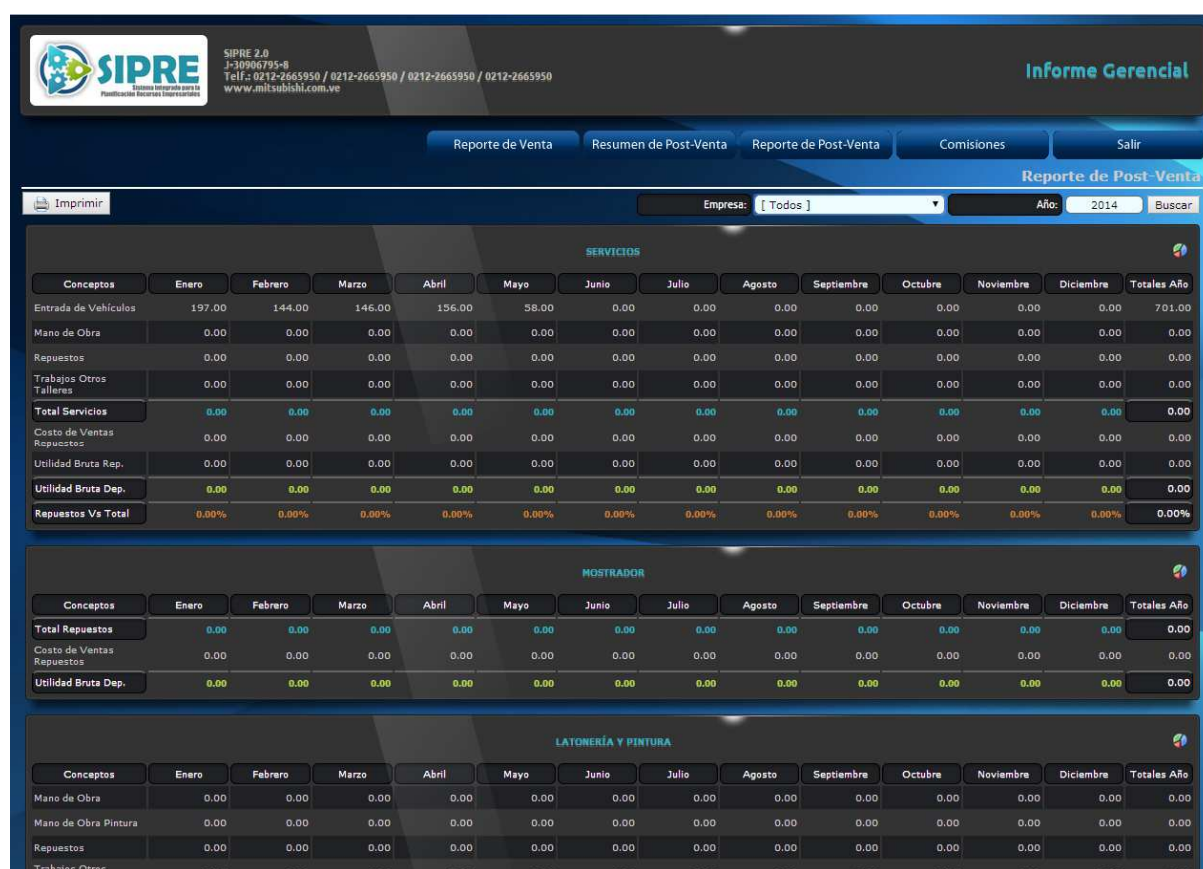 SIPRE
Sistema Integrado para la
Planificación Recursos Empresariales
SIPRE 2.0
J-30906795-8
Telf.: 0212-2665950 / 0212-2665950 / 0212-2665950 / 0212-2665950
www.mitsubishi.com.ve
Informe Gerencial
Reporte de Venta Resumen de Post-Venta Reporte de Post-Venta Comisiones Salir
Reporte de Post-Venta
Imprimir Empresa: [ Todos ] Año: 2014 Buscar
SERVICIOS
Conceptos Enero Febrero Marzo Abril Mayo Junio Julio Agosto Septiembre Octubre Noviembre Diciembre Totales Año
Entrada de Vehículos 197.00 144.00 146.00 156.00 58.00 0.00 0.00 0.00 0.00 0.00 0.00 0.00 701.00
Mano de Obra 0.00 0.00 0.00 0.00 0.00 0.00 0.00 0.00 0.00 0.00 0.00 0.00 0.00
Repuestos 0.00 0.00 0.00 0.00 0.00 0.00 0.00 0.00 0.00 0.00 0.00 0.00 0.00
Trabajos Otros
Talleres 0.00 0.00 0.00 0.00 0.00 0.00 0.00 0.00 0.00 0.00 0.00 0.00 0.00
Total Servicios 0.00 0.00 0.00 0.00 0.00 0.00 0.00 0.00 0.00 0.00 0.00 0.00 0.00
Costo de Ventas
Repuestos 0.00 0.00 0.00 0.00 0.00 0.00 0.00 0.00 0.00 0.00 0.00 0.00 0.00
Utilidad Bruta Rep. 0.00 0.00 0.00 0.00 0.00 0.00 0.00 0.00 0.00 0.00 0.00 0.00 0.00
Utilidad Bruta Dep. 0.00 0.00 0.00 0.00 0.00 0.00 0.00 0.00 0.00 0.00 0.00 0.00 0.00
Repuestos Vs Total 0.00% 0.00% 0.00% 0.00% 0.00% 0.00% 0.00% 0.00% 0.00% 0.00% 0.00% 0.00% 0.00%
MOSTRADOR
Conceptos Enero Febrero Marzo Abril Mayo Junio Julio Agosto Septiembre Octubre Noviembre Diciembre Totales Año
Total Repuestos 0.00 0.00 0.00 0.00 0.00 0.00 0.00 0.00 0.00 0.00 0.00 0.00 0.00
Costo de Ventas
Repuestos 0.00 0.00 0.00 0.00 0.00 0.00 0.00 0.00 0.00 0.00 0.00 0.00 0.00
Utilidad Bruta Dep. 0.00 0.00 0.00 0.00 0.00 0.00 0.00 0.00 0.00 0.00 0.00 0.00 0.00
LATONERÍA Y PINTURA
Conceptos Enero Febrero Marzo Abril Mayo Junio Julio Agosto Septiembre Octubre Noviembre Diciembre Totales Año
Mano de Obra 0.00 0.00 0.00 0.00 0.00 0.00 0.00 0.00 0.00 0.00 0.00 0.00 0.00
Mano de Obra Pintura 0.00 0.00 0.00 0.00 0.00 0.00 0.00 0.00 0.00 0.00 0.00 0.00 0.00
Repuestos 0.00 0.00 0.00 0.00 0.00 0.00 0.00 0.00 0.00 0.00 0.00 0.00 0.00
Trabajos Otros